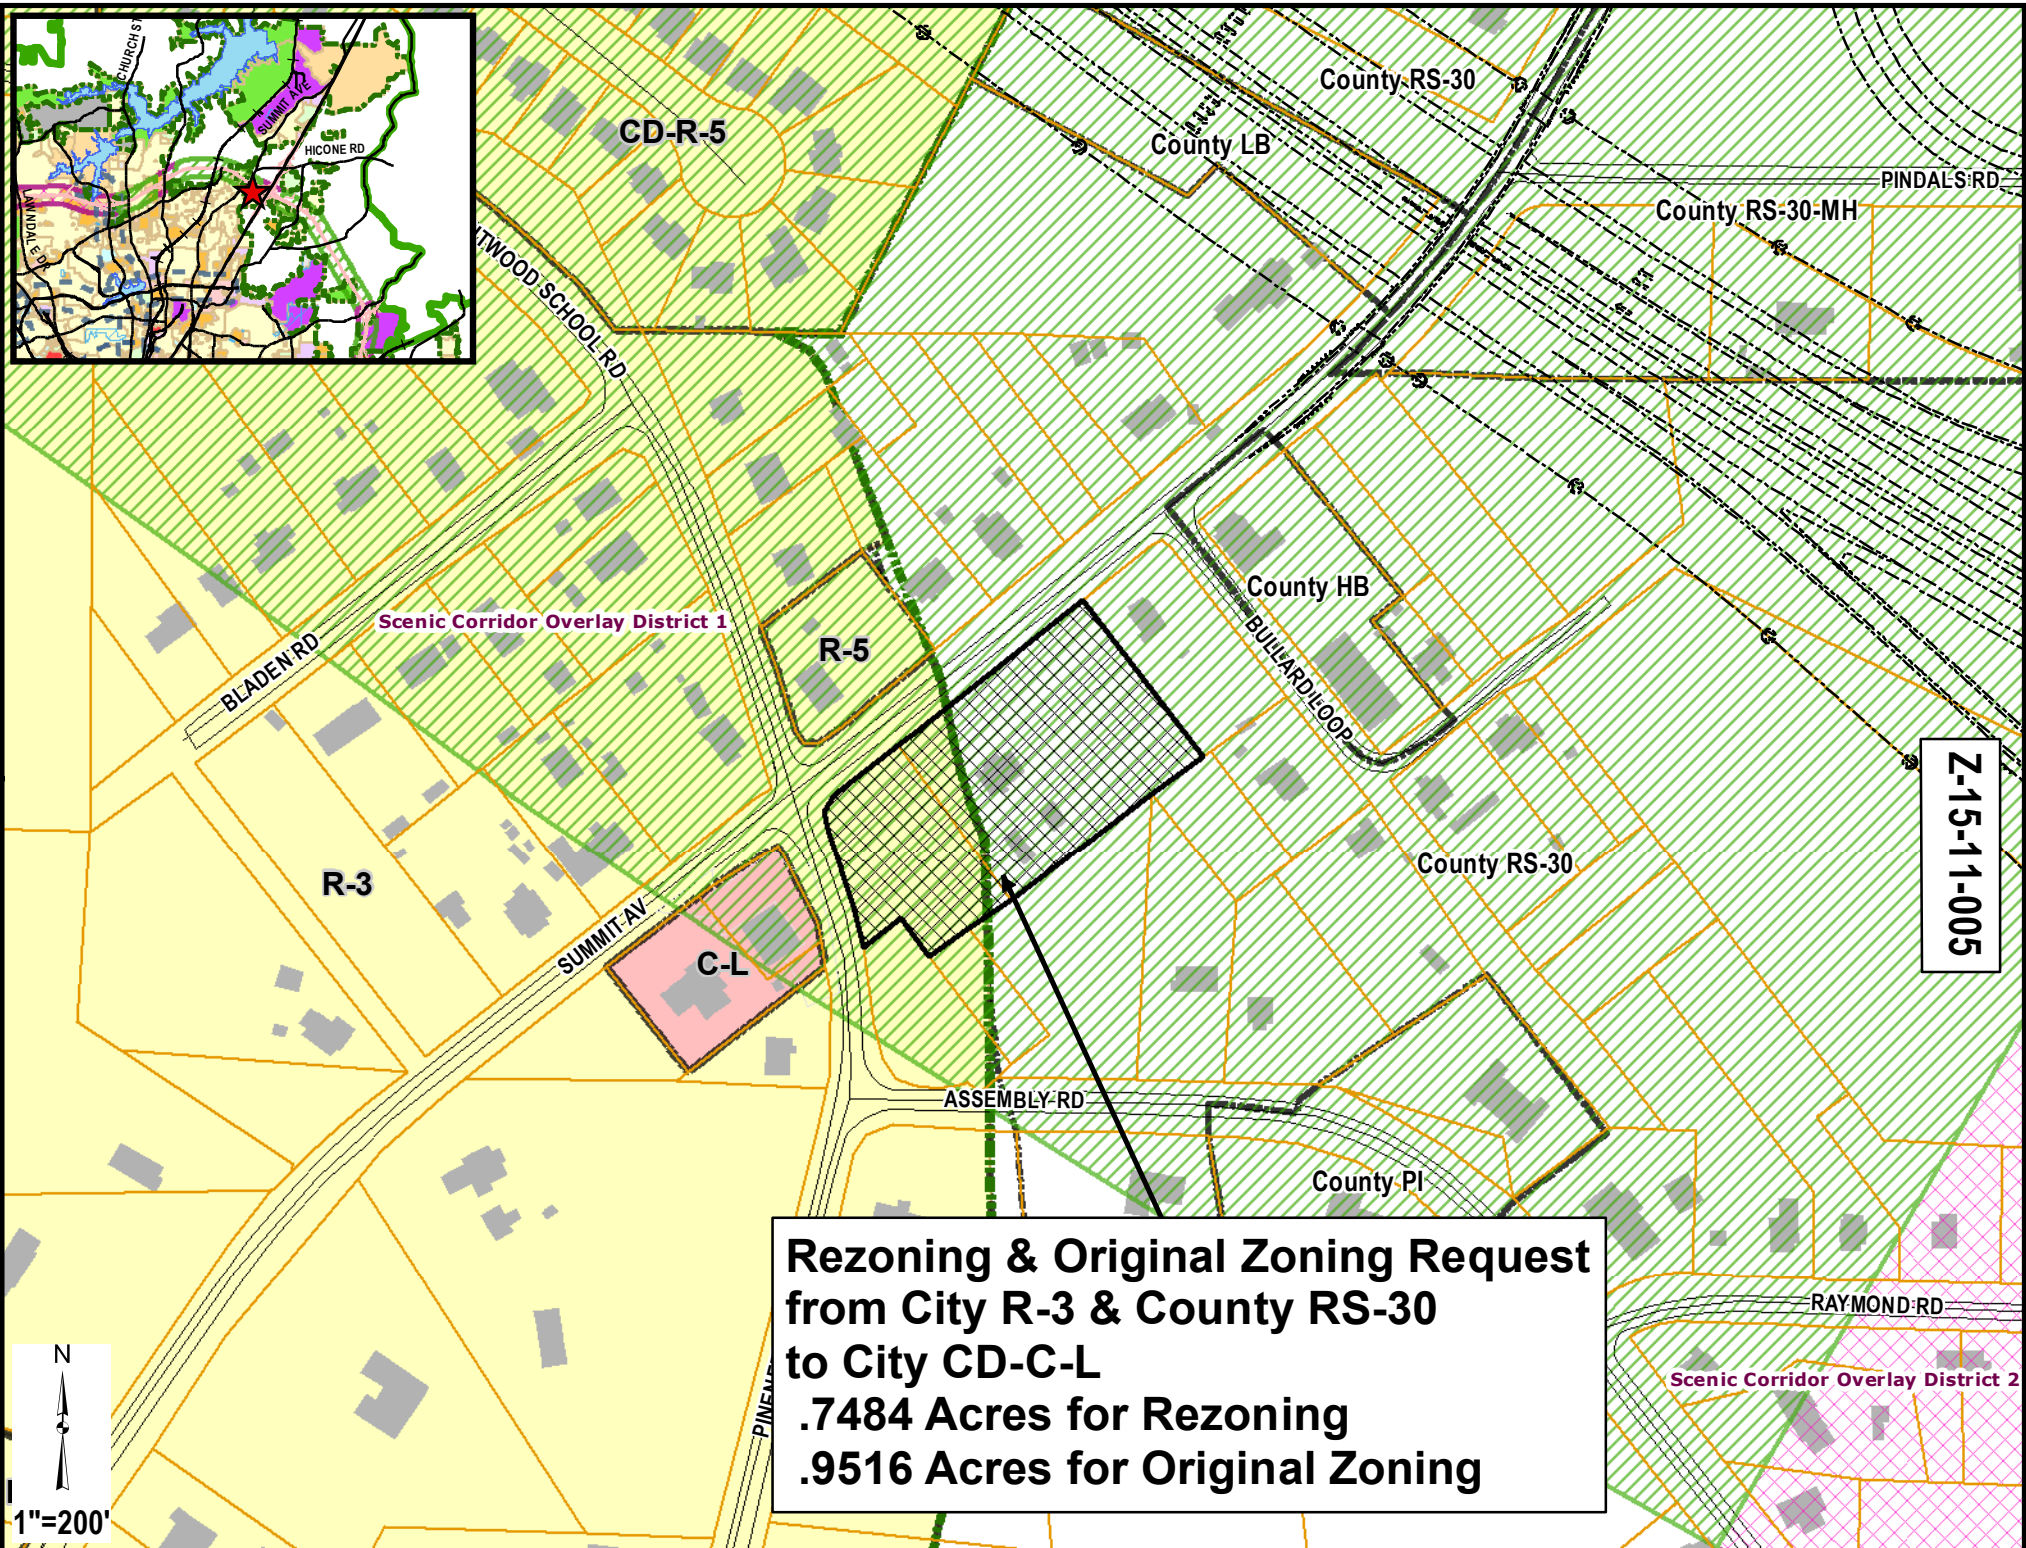 CHURCH ST
SUMMIT AVE
HICONE RD
LAWNDALE DR
CD-R-5
County RS-30
County LB
PINDALS RD
County RS-30-MH
TWOOD SCHOOL RD
County HB
Scenic Corridor Overlay District 1
R-5
BLADEN RD
BULLARD LOOP
Z-15-11-005
R-3
County RS-30
SUMMIT AV
C-L
ASSEMBLY RD
County PI
Rezoning & Original Zoning Request
from City R-3 & County RS-30
to City CD-C-L
.7484 Acres for Rezoning
.9516 Acres for Original Zoning
RAYMOND RD
Scenic Corridor Overlay District 2
N
1"=200'